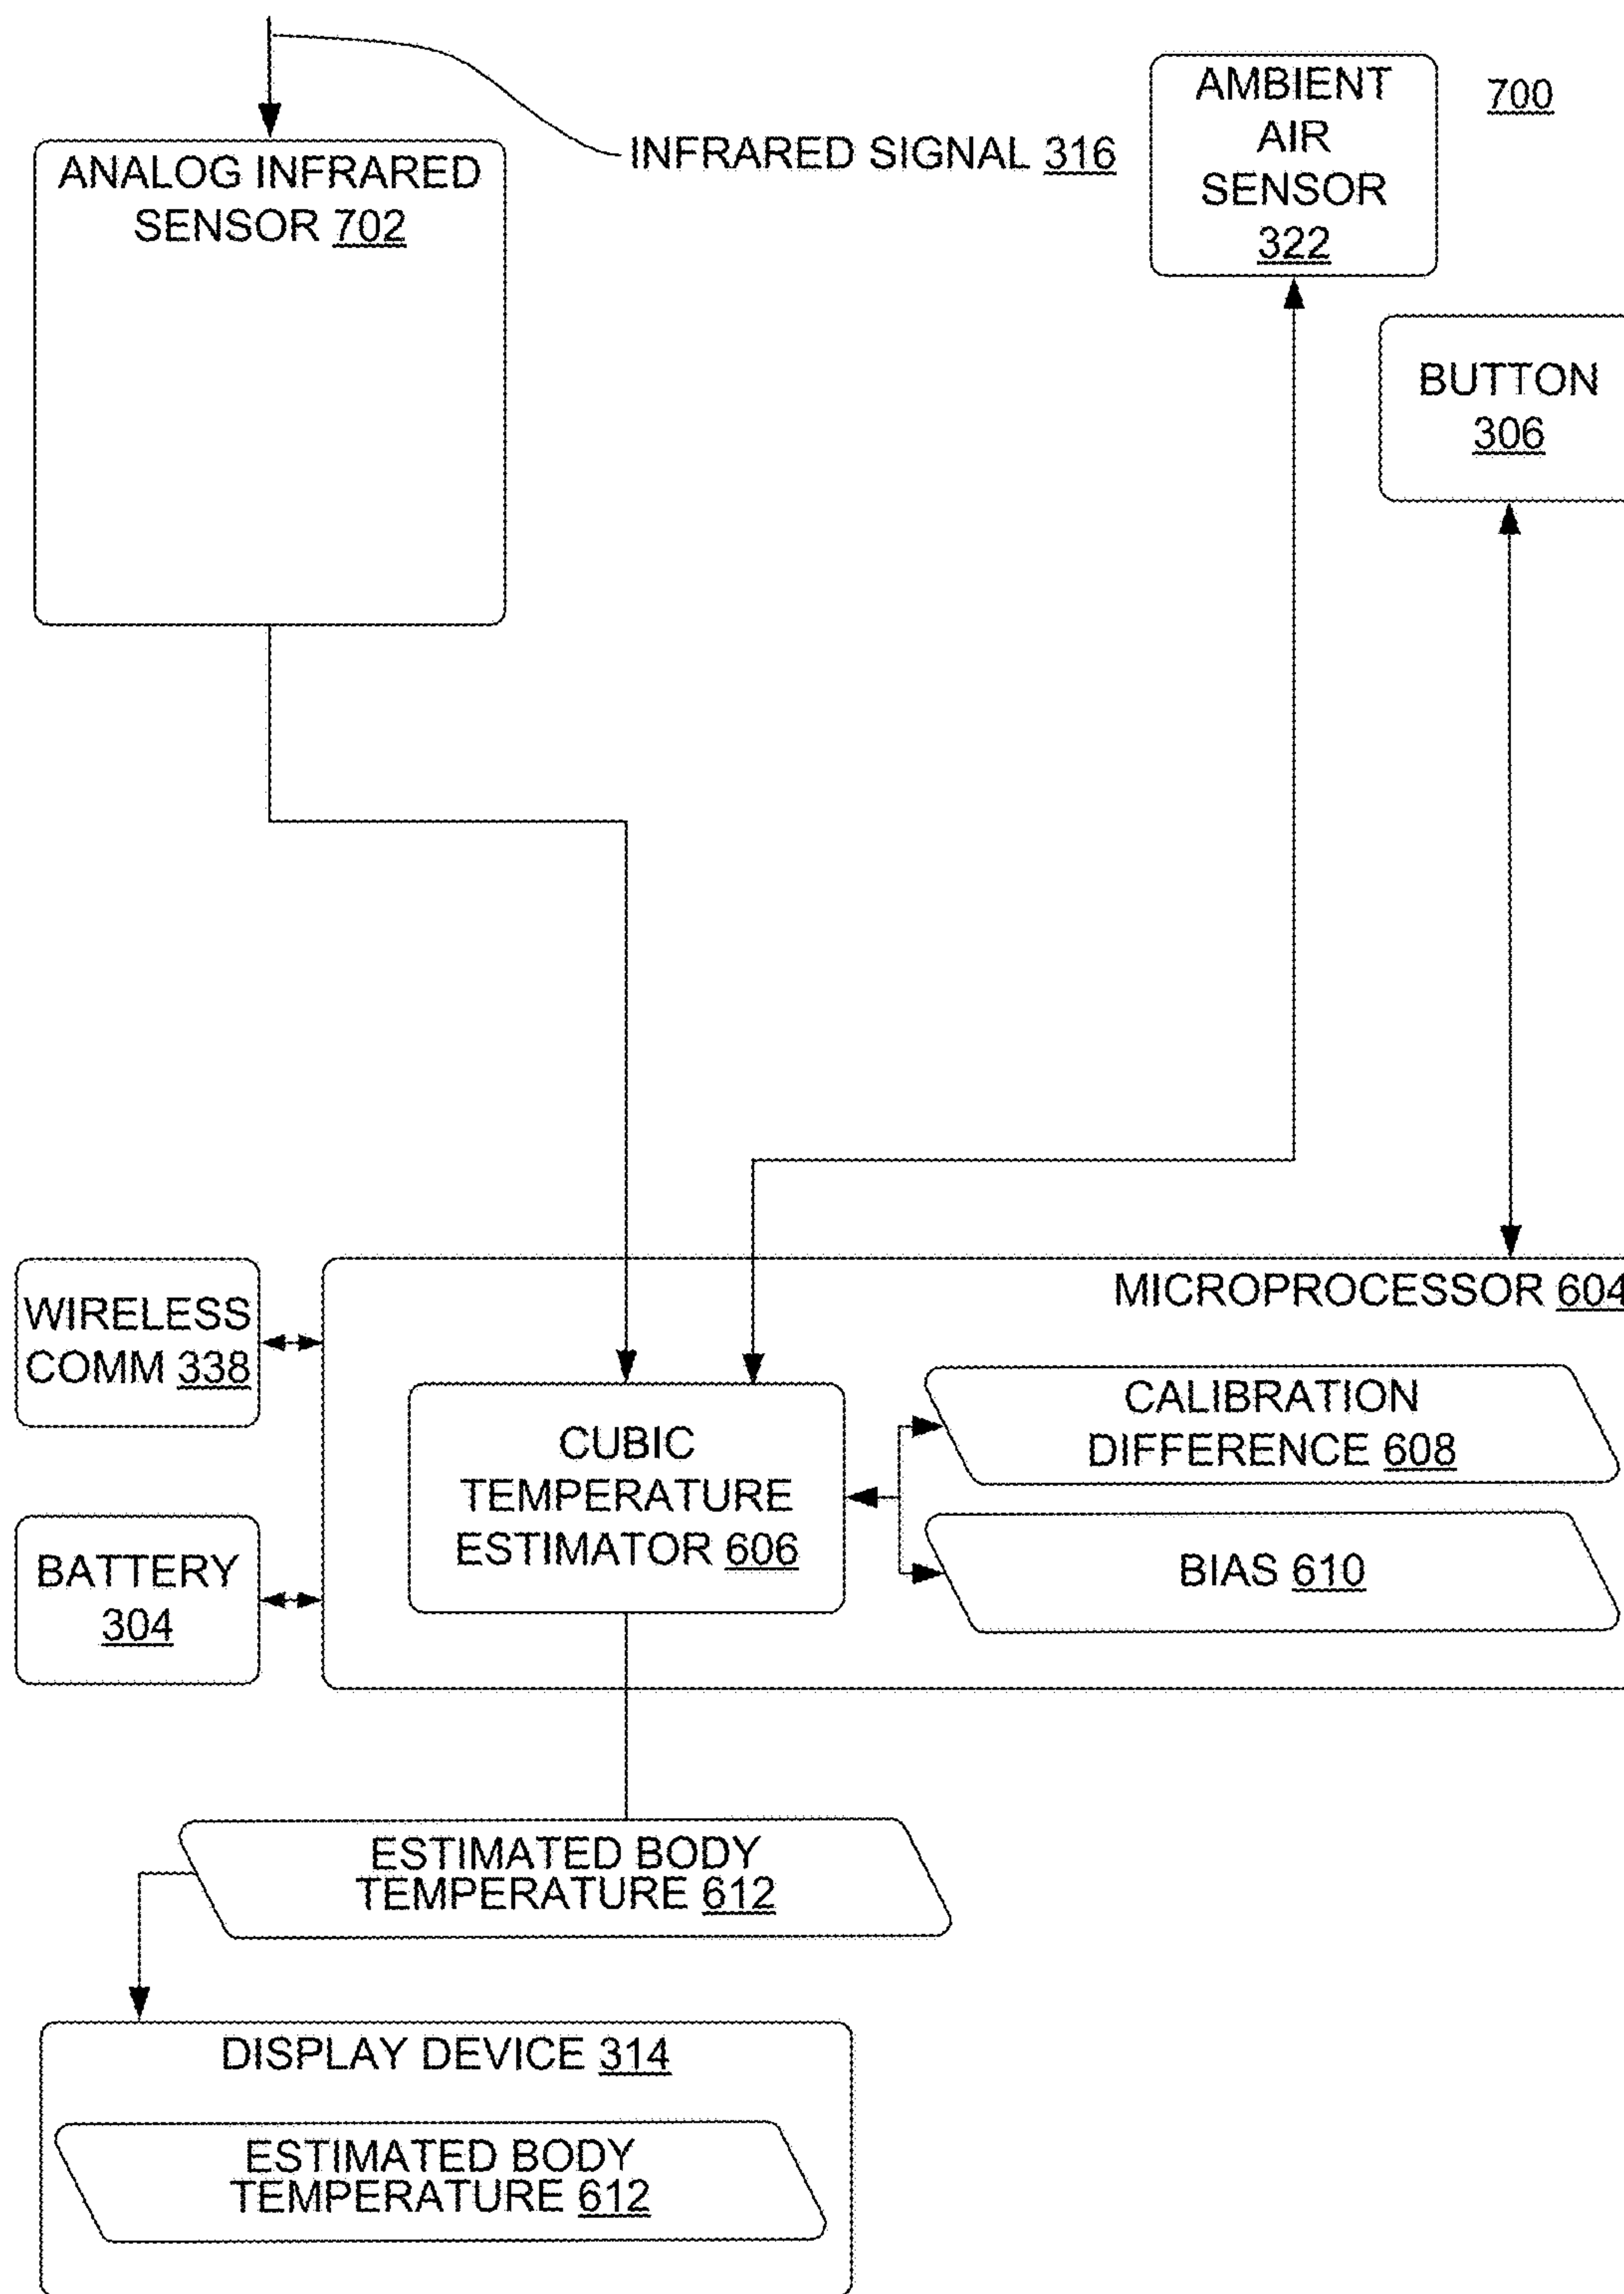 INFRARED SIGNAL 316
ANALOG INFRARED
SENSOR 702
AMBIENT
AIR
SENSOR
322
700
BUTTON
306
MICROPROCESSOR 604
WIRELESS
COMM 338
CUBIC
TEMPERATURE
ESTIMATOR 606
CALIBRATION
DIFFERENCE 608
BIAS 610
BATTERY
304
ESTIMATED BODY
TEMPERATURE 612
DISPLAY DEVICE 314
ESTIMATED BODY
TEMPERATURE 612